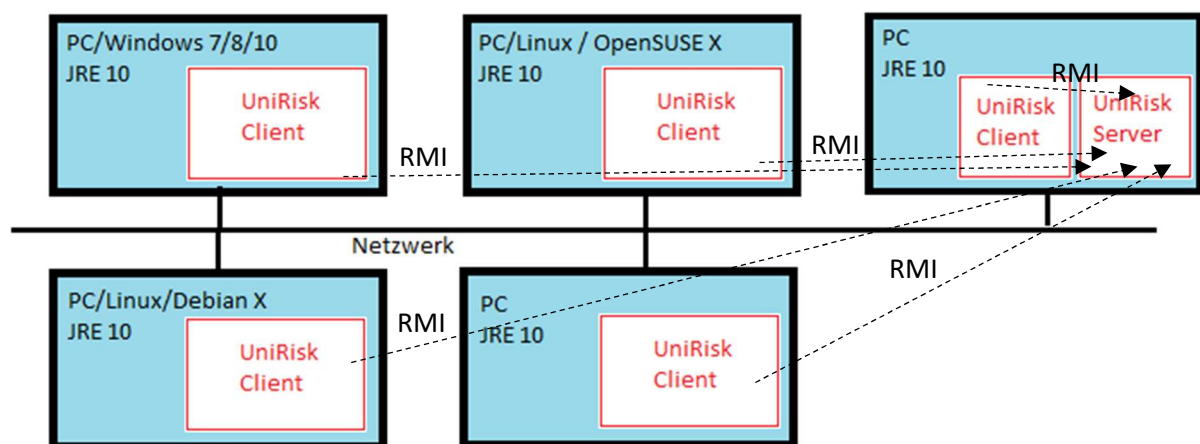 PC/Windows 7/8/10
JRE 10
UniRisk
Client
RMI
PC/Linux / OpenSUSE X
JRE 10
UniRisk
Client
RMI
PC
JRE 10
RMI
UniRisk
Client
UniRisk
Server
Netzwerk
PC/Linux/Debian X
JRE 10
UniRisk
Client
RMI
PC
JRE 10
UniRisk
Client
RMI